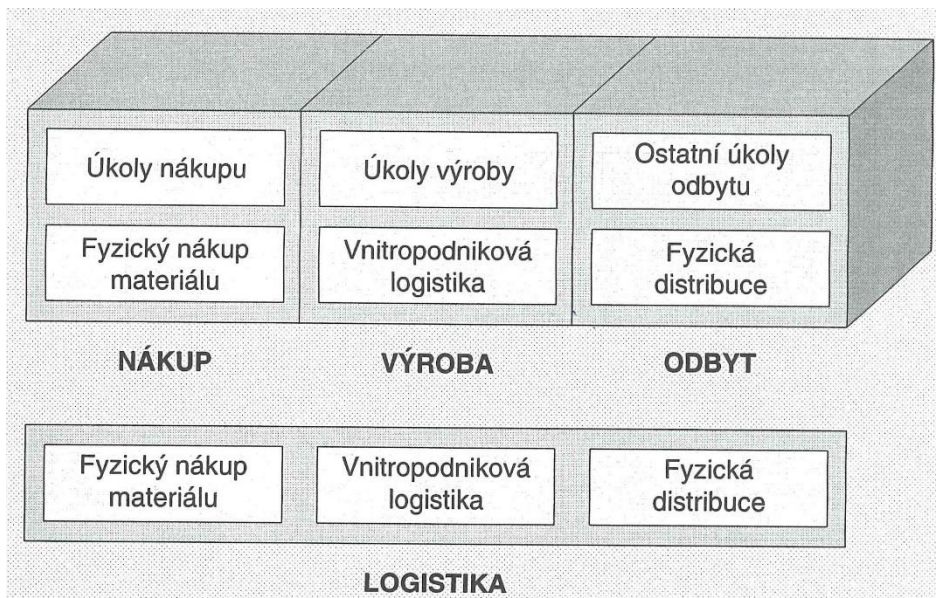 Úkoly nákupu
Úkoly výroby
Ostatní úkoly
odbytu
Fyzický nákup
materiálu
Vnitropodniková
logistika
Fyzická
distribuce
NÁKUP
VÝROBA
ODBYT
Fyzický nákup
materiálu
Vnitropodniková
logistika
Fyzická
distribuce
LOGISTIKA